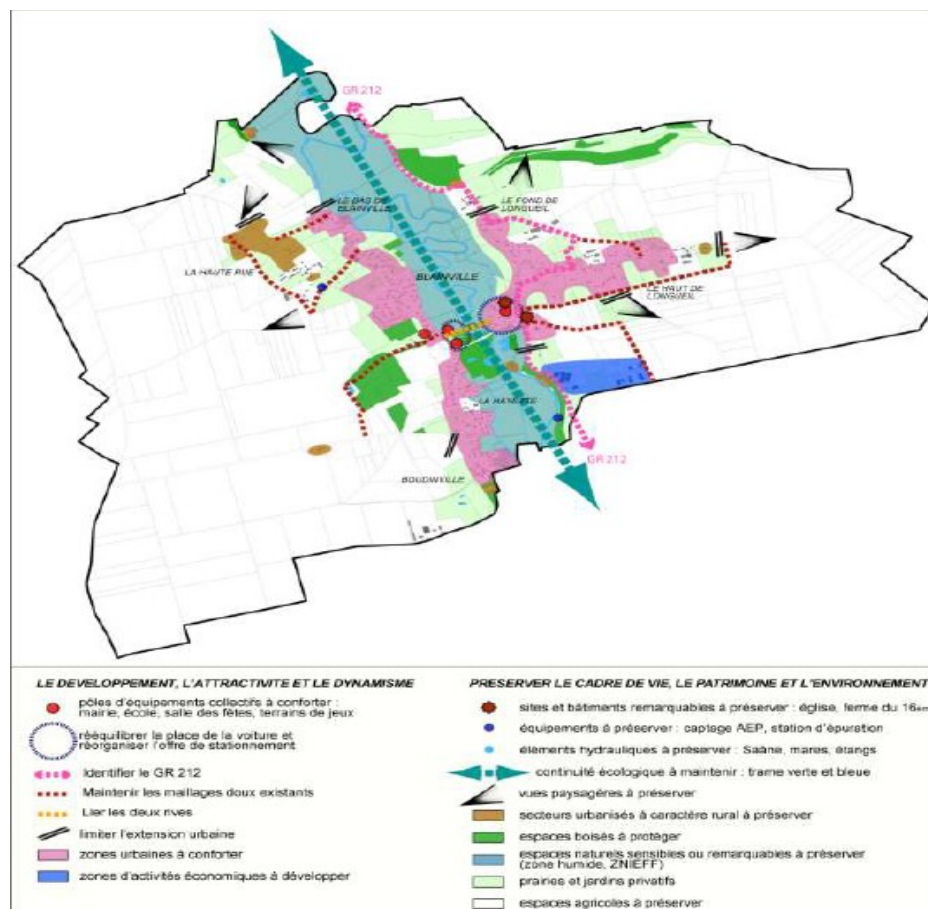 GR 212
LE BAS DE
BLAINVILLE
LE FOND DE
LONGUEIL
LA HAUTE RUE
BLAINVILLE
LE HAUT DE
LONGUEIL
BOUDINVILLE
GR 212
LE DEVELOPPEMENT, L'ATTRACTIVITE ET LE DYNAMISME
pôles d'équipements collectifs à conforter :
mairie, école, salle des fêtes, terrains de jeux
rééquilibrer la place de la voiture et
réorganiser l'offre de stationnement
Identifier le GR 212
Maintenir les maillages doux existants
Lier les deux rives
limiter l'extension urbaine
zones urbaines à conforter
zones d'activités économiques à développer
PRESERVER LE CADRE DE VIE, LE PATRIMOINE ET L'ENVIRONNEMENT
sites et bâtiments remarquables à préserver : église, ferme du 16em
équipements à préserver : captage AEP, station d'épuration
éléments hydrauliques à préserver : Saâne, mares, étangs
continuité écologique à maintenir : trame verte et bleue
vues paysagères à préserver
secteurs urbanisés à caractère rural à préserver
espaces boisés à protéger
espaces naturels sensibles ou remarquables à préserver
(zone humide, ZNIEFF)
prairies et jardins privatifs
espaces agricoles à préserver